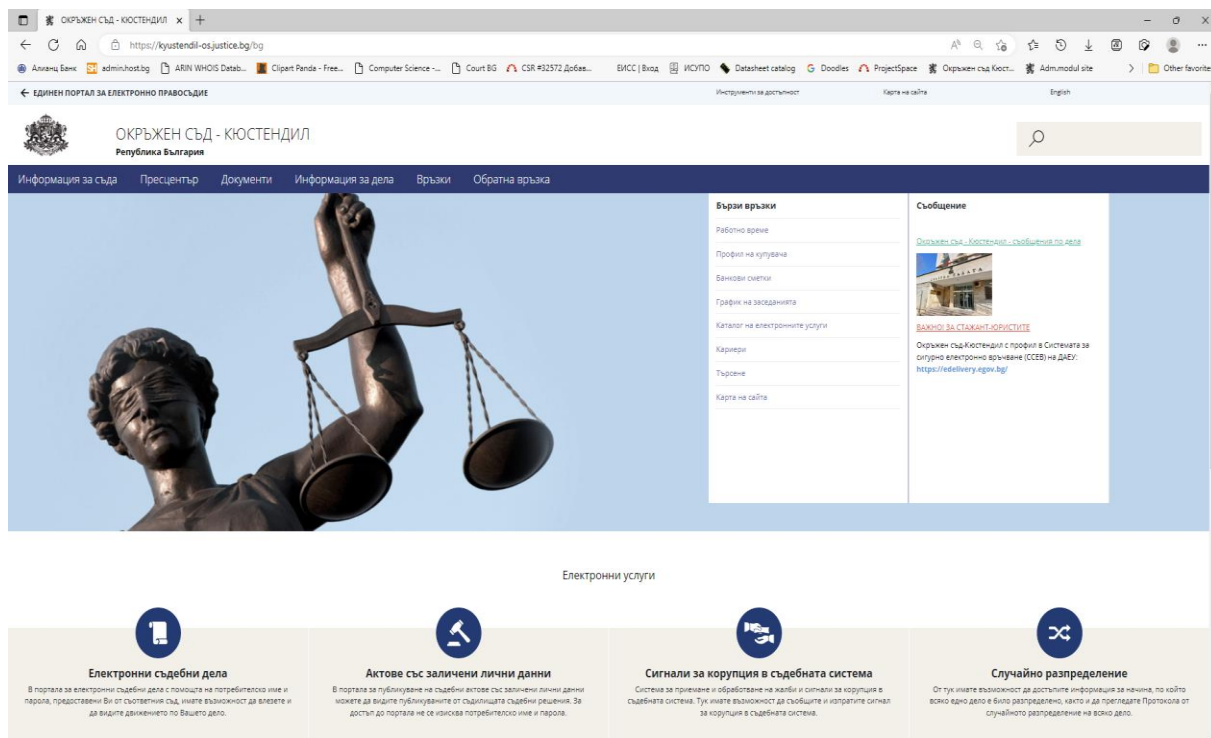 ОКРЪЖЕН СЪД - КЮСТЕНДИЛ
https://kyustendil-os.justice.bg/bg
Алианц Банк admin.host.bg ARIN WHOIS Datab... Clipart Panda - Free... Computer Science -... Court BG CSR #32572 Добав... ЕИСС | Вход ИСУПО Datasheet catalog Doodles ProjectSpace Окръжен съд Кюст... Adm.modul site Other favorite
ЕДИНЕН ПОРТАЛ ЗА ЕЛЕКТРОННО ПРАВОСЪДИЕ Инструменти за достъпност Карта на сайта English
ОКРЪЖЕН СЪД - КЮСТЕНДИЛ
Република България
Информация за съда Пресцентър Документи Информация за дела Връзки Обратна връзка
Бързи връзки
Работно време
Профил на купувача
Банкови сметки
График на заседанията
Каталог на електронните услуги
Кариери
Търсене
Карта на сайта
Съобщение
Окръжен съд - Кюстендил - съобщения по дела
ВАЖНО! ЗА СТАЖАНТ-ЮРИСТИТЕ
Окръжен съд-Кюстендил с профил в Системата за
сигурно електронно връчване (ССЕВ) на ДАЕУ:
https://edelivery.egov.bg/
Електронни услуги
Електронни съдебни дела
В портала за електронни съдебни дела с помощта на потребителско име и
парола, предоставени Ви от съответния съд, имате възможност да влезете и
да видите движението по Вашето дело.
Актове със заличени лични данни
В портала за публикуване на съдебни актове със заличени лични данни
можете да видите публикуваните от съдилищата съдебни решения. За
достъп до портала не се изисква потребителско име и парола.
Сигнали за корупция в съдебната система
Система за приемане и обработване на жалби и сигнали за корупция в
съдебната система. Тук имате възможност да съобщите и изпратите сигнал
за корупция в съдебната система.
Случайно разпределение
От тук имате възможност да достъпите информация за начина, по който
всяко едно дело е било разпределено, както и да прегледате Протокола от
случайното разпределение на всяко дело.